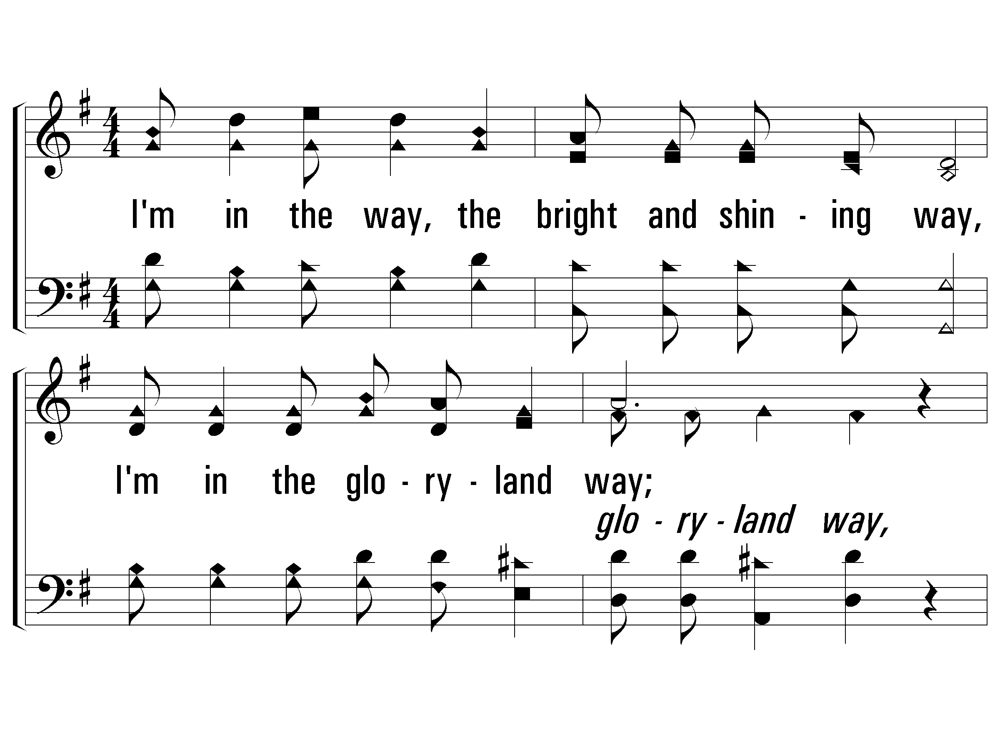 I'm in the way, the bright and shin - ing way,
I'm in the glo - ry - land way;
glo - ry - land way,